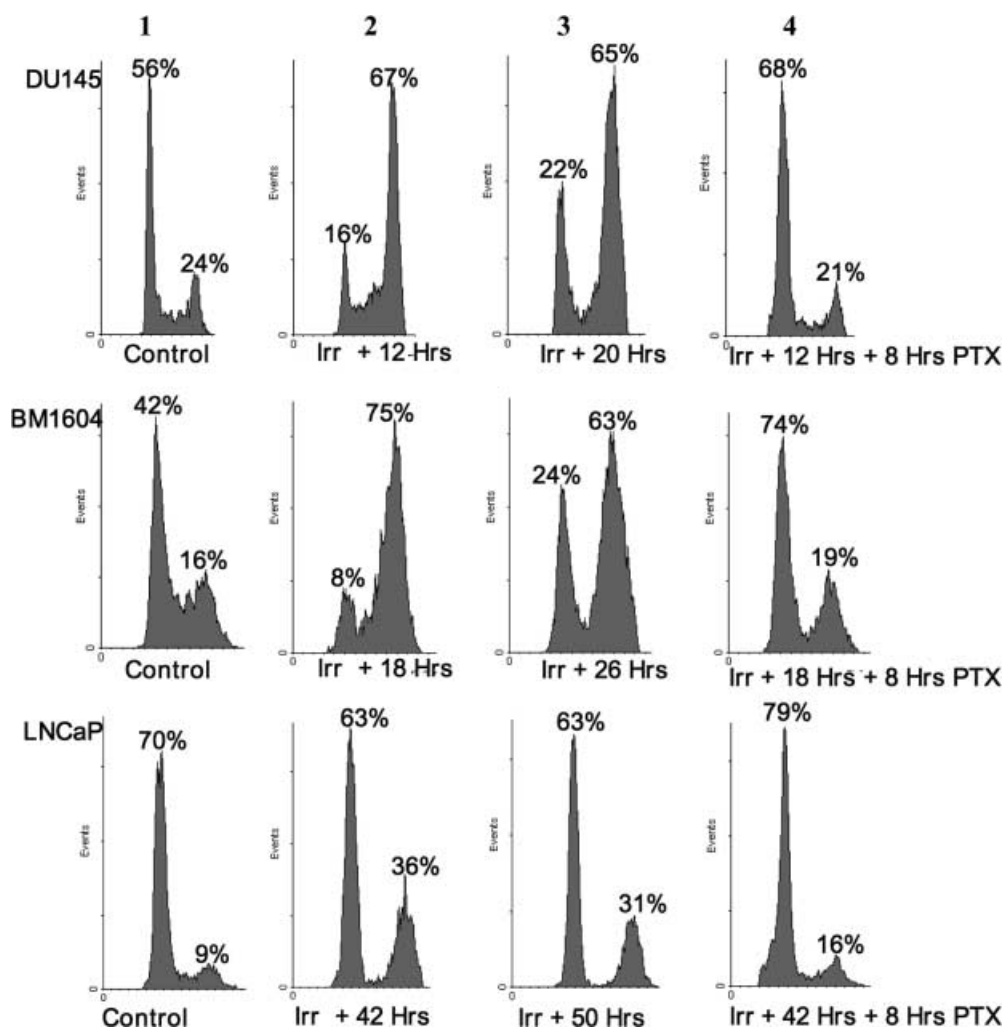 1 2 3 4
DU145 56% 24% 16% 67% 22% 65% 68% 21%
Events Events Events Events
0 0 0 0
0 0 0 0
Control Irr + 12 Hrs Irr + 20 Hrs Irr + 12 Hrs + 8 Hrs PTX
BM1604 42% 16% 8% 75% 24% 63% 74% 19%
Events Events Events Events
0 0 0 0
0 0 0 0
Control Irr + 18 Hrs Irr + 26 Hrs Irr + 18 Hrs + 8 Hrs PTX
LNCaP 70% 9% 63% 36% 63% 31% 79% 16%
Events Events Events Events
0 0 0 0
0 0 0 0
Control Irr + 42 Hrs Irr + 50 Hrs Irr + 42 Hrs + 8 Hrs PTX